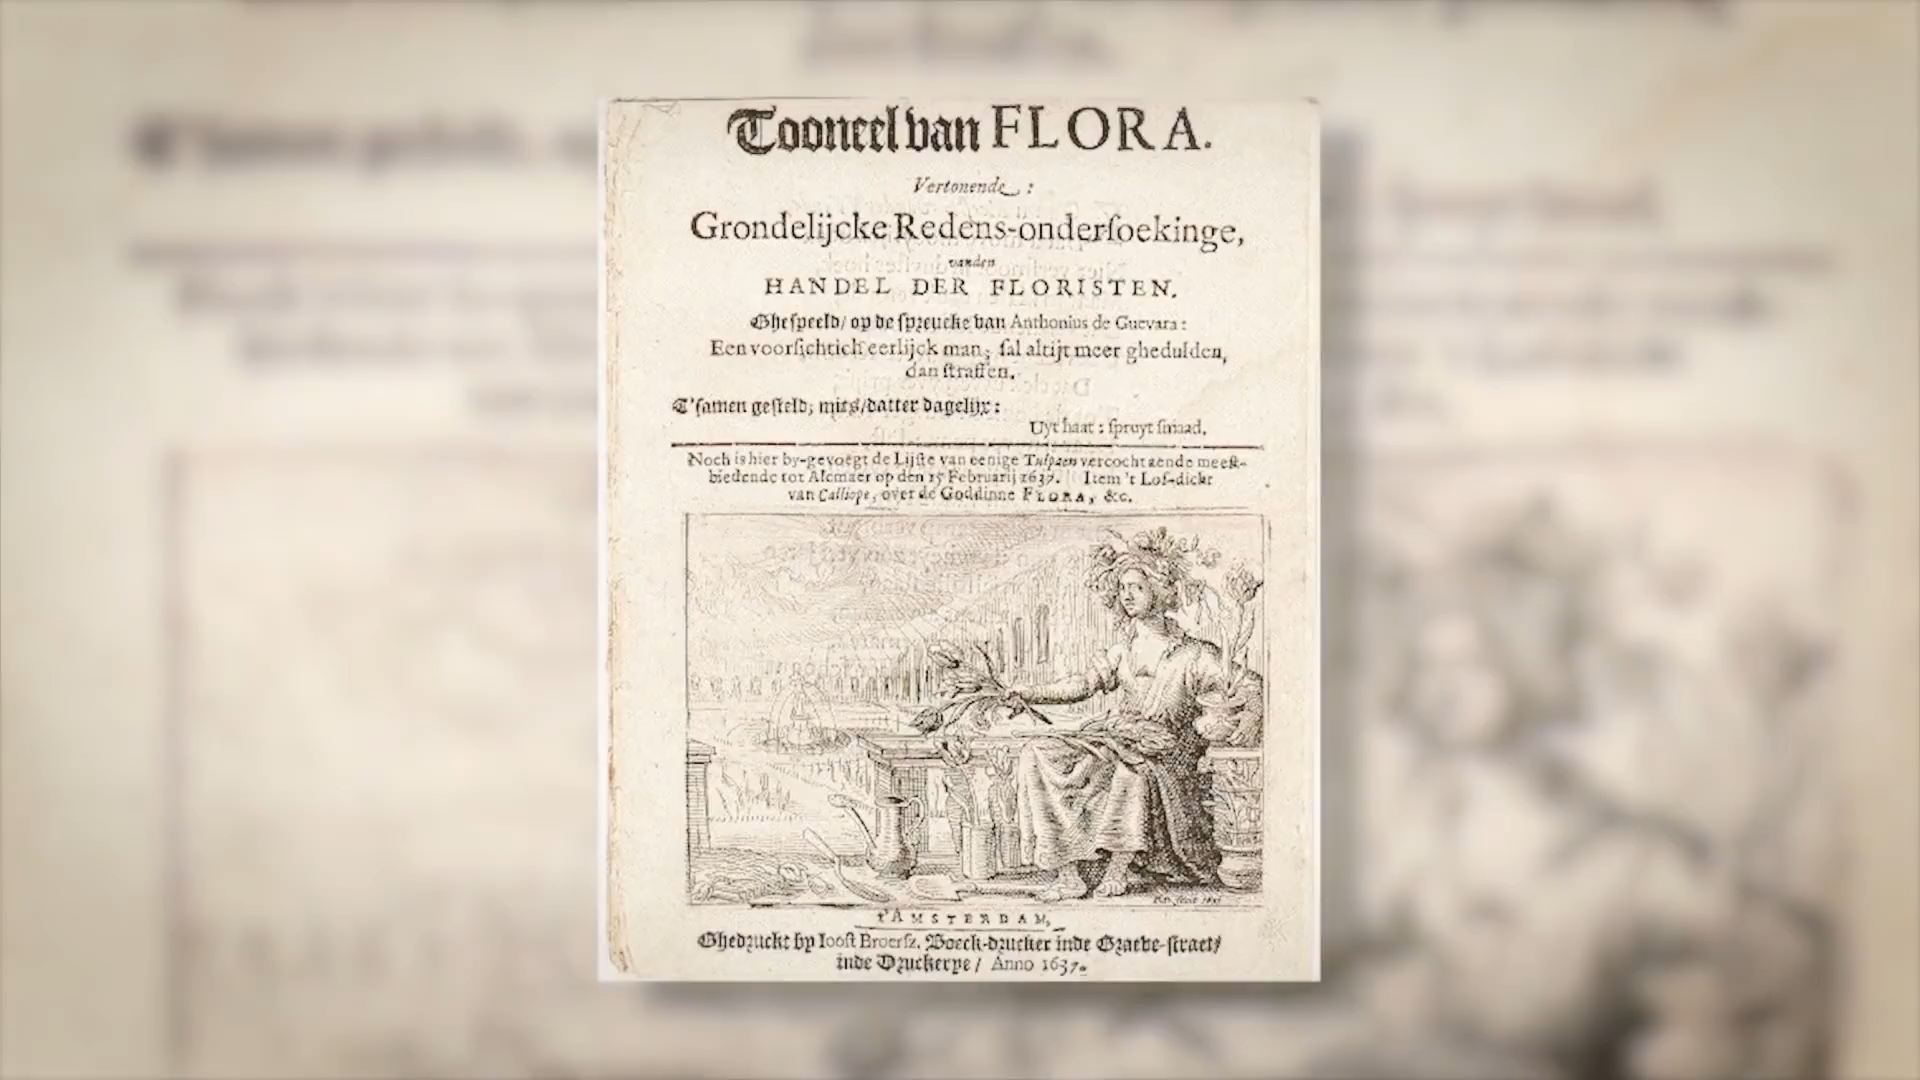 Tooneel van FLORA.
Vertonende:
Grondelijcke Redens-onderſoekinge,
vanden
HANDEL DER FLORISTEN.
Gheſpeeld/ op de ſpreucke van Anthonius de Guevara:
Een voorſichtich eerlijck man, ſal altijt meer ghedulden,
dan ſtraffen.
T'ſamen geſteld; mits/datter dagelijx:
Uyt haat: ſpruyt ſmaad.
Noch is hier by-gevoegt de Lijſte van eenige Tulpaen vercocht aende meeſt-
biedende tot Alcmaer op den 15 Februarij 1637. Item 't Lof-dicht
van Calliope, over de Goddinne FLORA, &c.
t'AMSTERDAM,
Ghedruckt by Iooſt Broerſz. Boeck-drucker inde Graeve-ſtraet/
inde Druckerye/ Anno 1637.